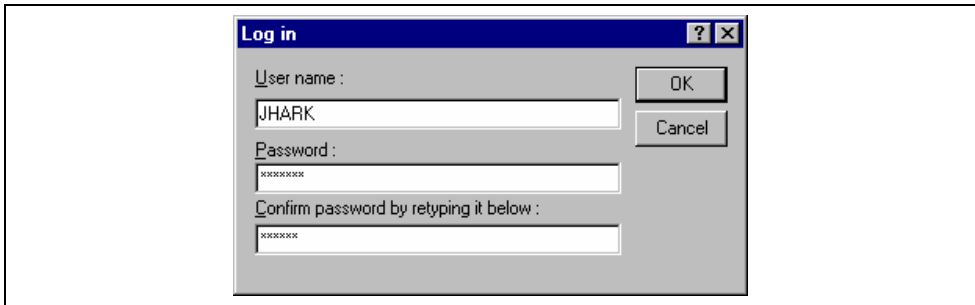 Log in
User name :
OK
JHARK
Cancel
Password :
*******
Confirm password by retyping it below :
******